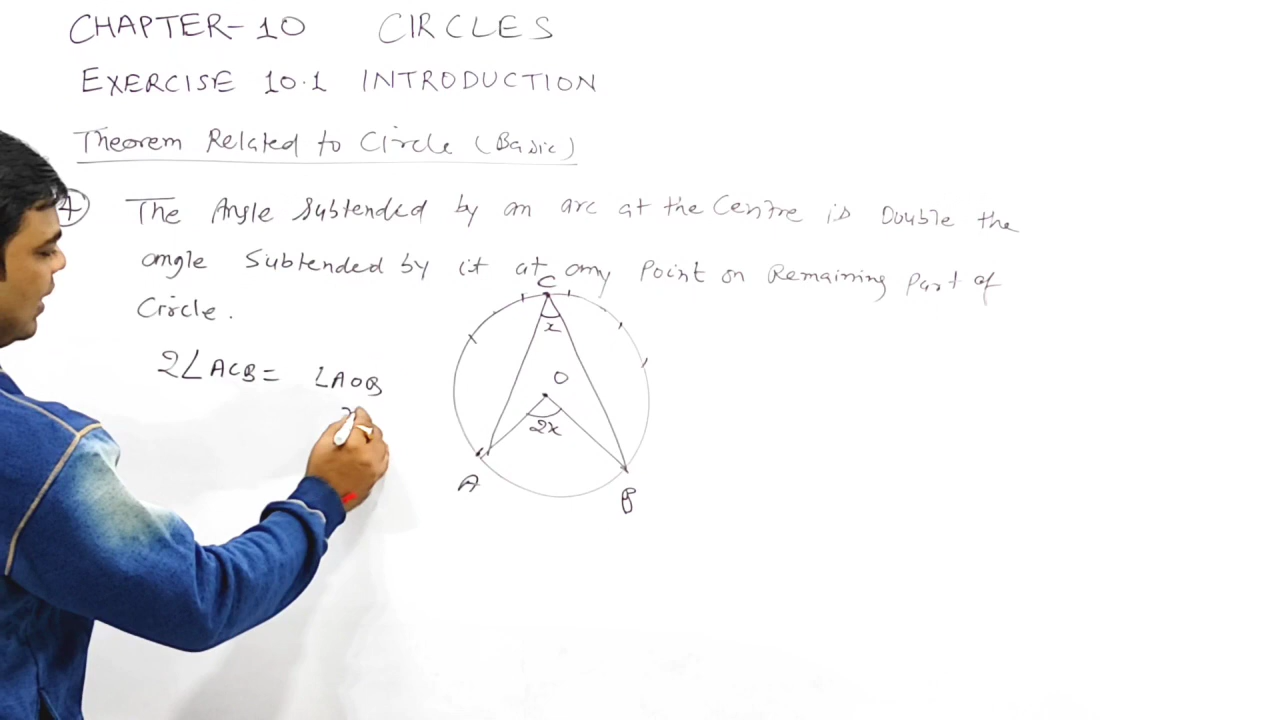 CHAPTER-10 CIRCLES
EXERCISE 10.1 INTRODUCTION
Theorem Related to Circle (Basic)
The Angle Subtended by an arc at the Centre is Double the
angle Subtended by it at any Point on Remaining Part of
Circle.
C
x
2∠ACB = ∠AOB
O
2x
A
B